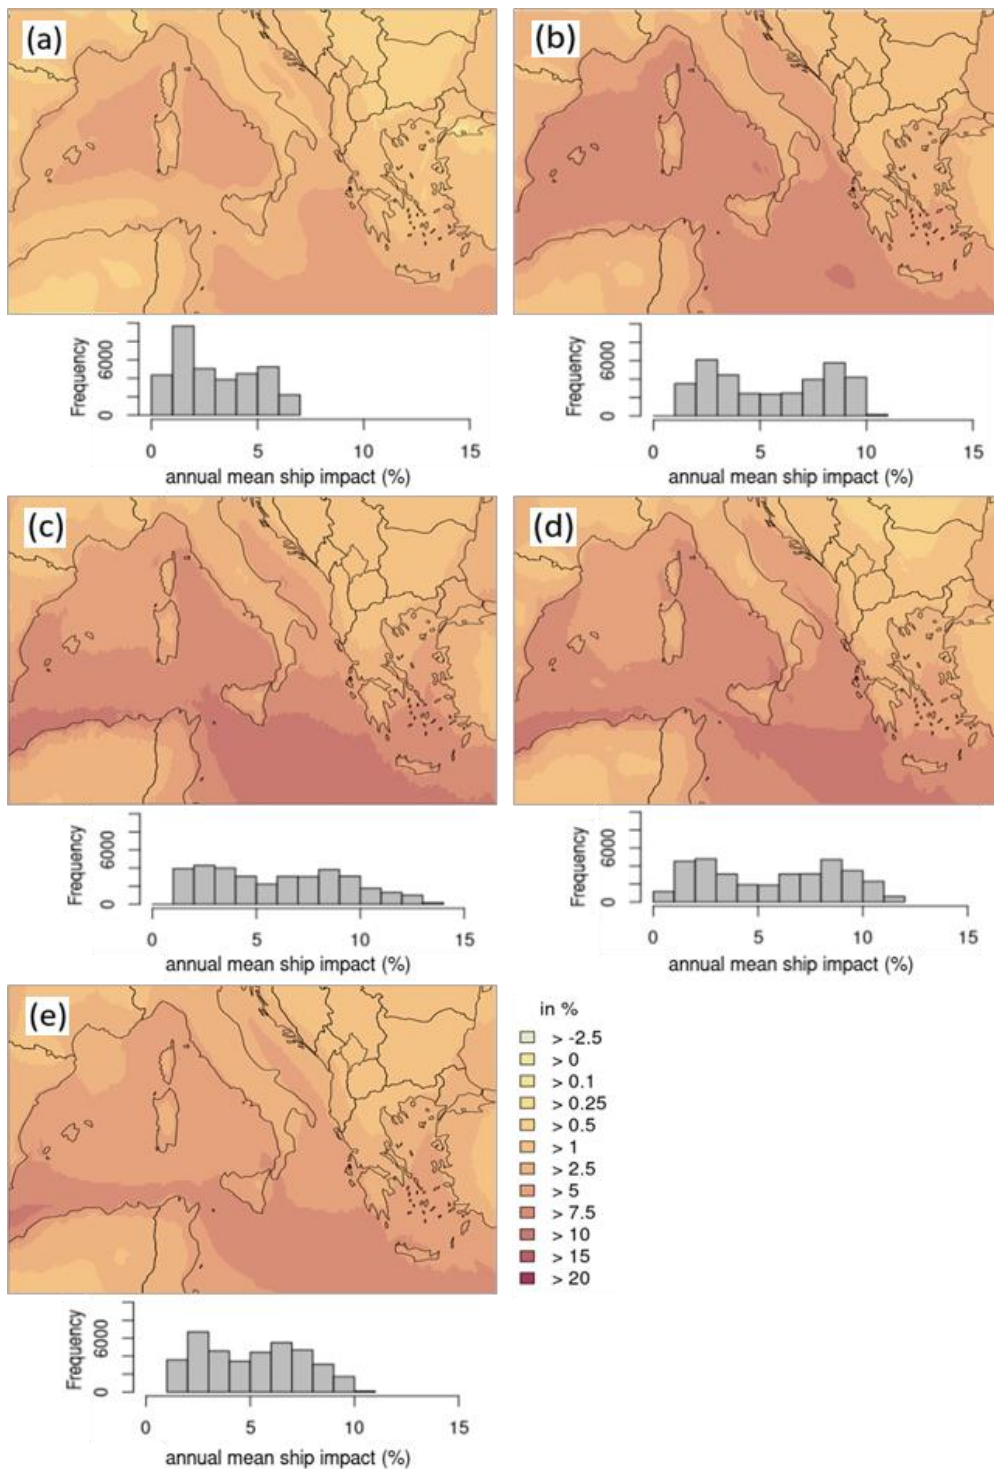 (a)
(b)
Frequency
0 6000
0 5 10 15
annual mean ship impact (%)
Frequency
0 6000
0 5 10 15
annual mean ship impact (%)
(c)
(d)
Frequency
0 6000
0 5 10 15
annual mean ship impact (%)
Frequency
0 6000
0 5 10 15
annual mean ship impact (%)
(e)
in %
> -2.5
> 0
> 0.1
> 0.25
> 0.5
> 1
> 2.5
> 5
> 7.5
> 10
> 15
> 20
Frequency
0 6000
0 5 10 15
annual mean ship impact (%)